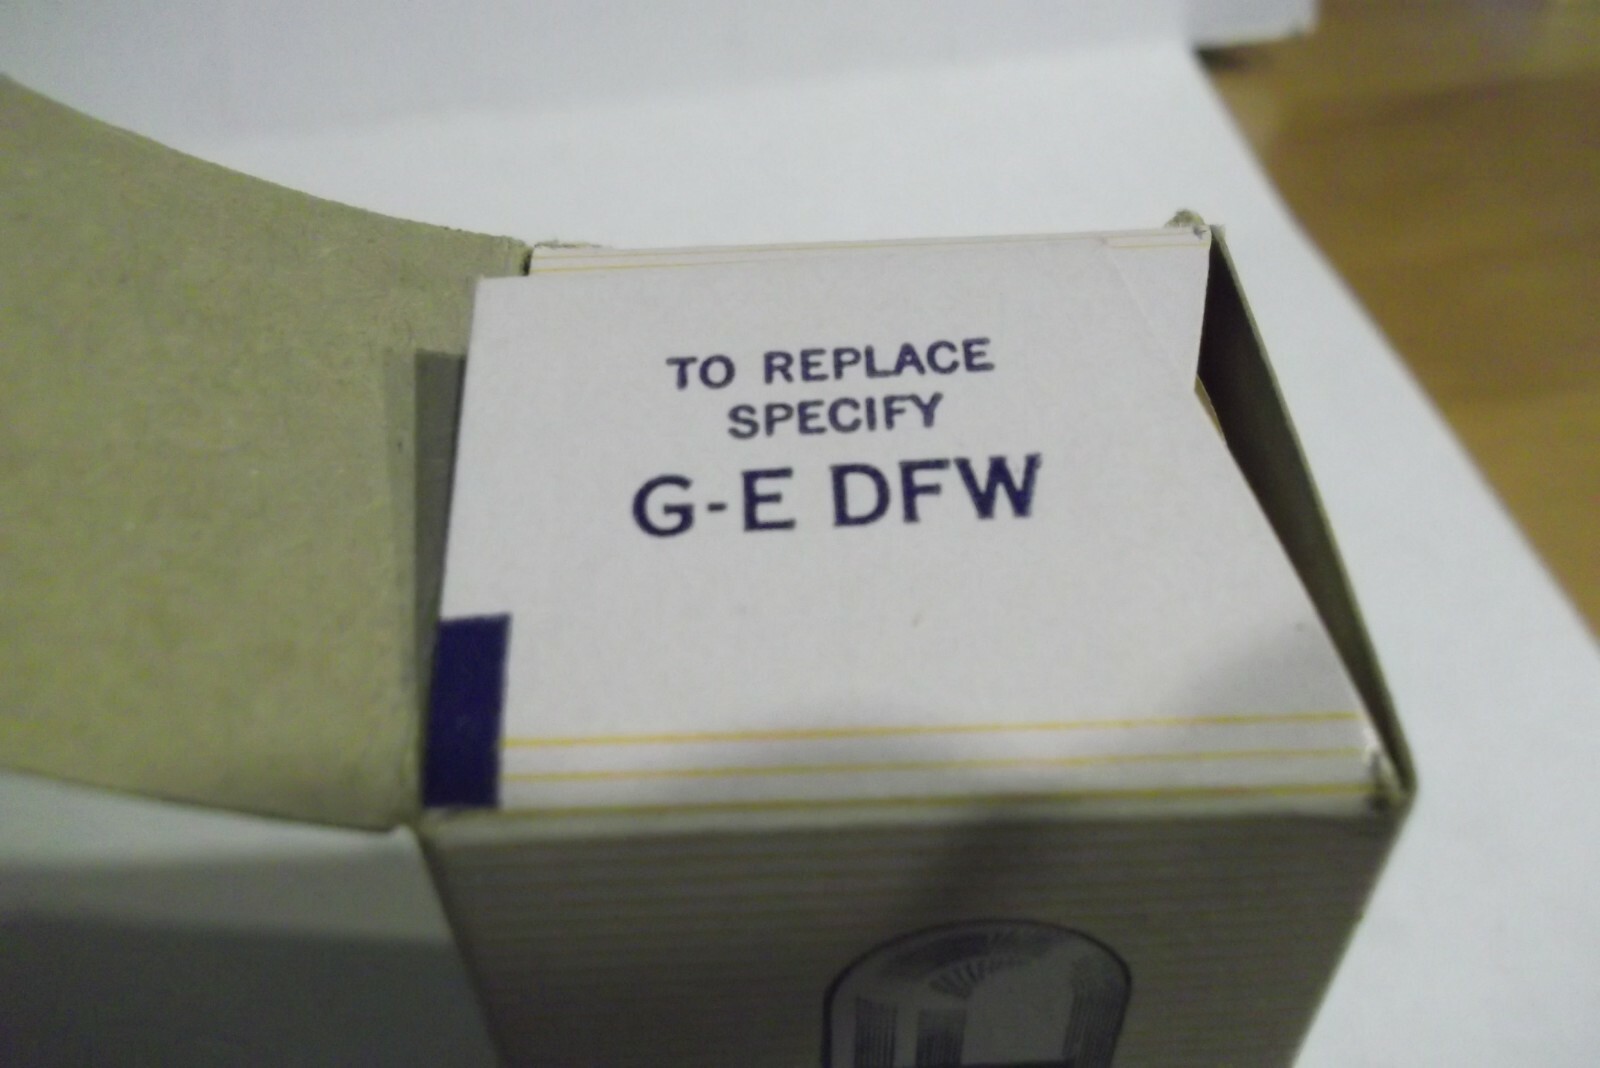 TO REPLACE
SPECIFY
G-E DFW